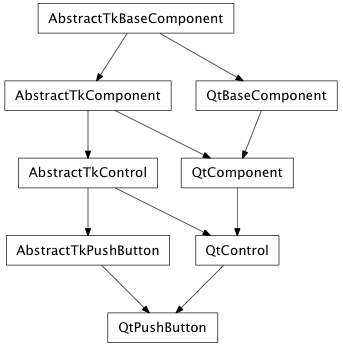 AbstractTkBaseComponent
AbstractTkComponent
QtBaseComponent
AbstractTkControl
QtComponent
AbstractTkPushButton
QtControl
QtPushButton